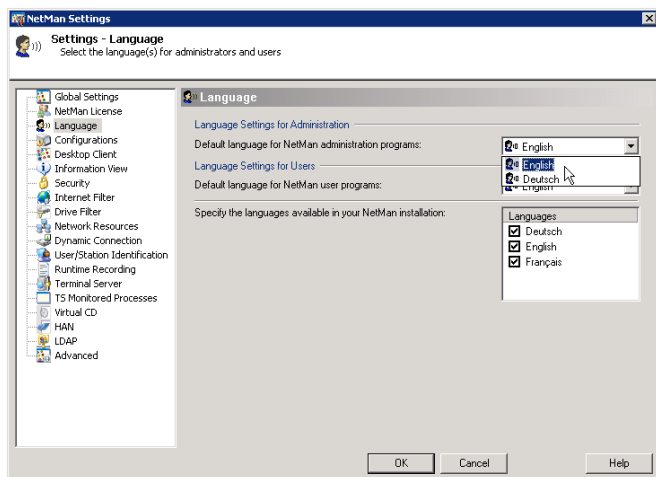 NetMan Settings
Settings - Language
Select the language(s) for administrators and users
Global Settings
NetMan License
Language
Configurations
Desktop Client
Information View
Security
Internet Filter
Drive Filter
Network Resources
Dynamic Connection
User/Station Identification
Runtime Recording
Terminal Server
TS Monitored Processes
Virtual CD
HAN
LDAP
Advanced
Language
Language Settings for Administration
Default language for NetMan administration programs:
English
English
Deutsch
Language Settings for Users
Default language for NetMan user programs:
English
Specify the languages available in your NetMan installation:
Languages
Deutsch
English
Français
OK
Cancel
Help